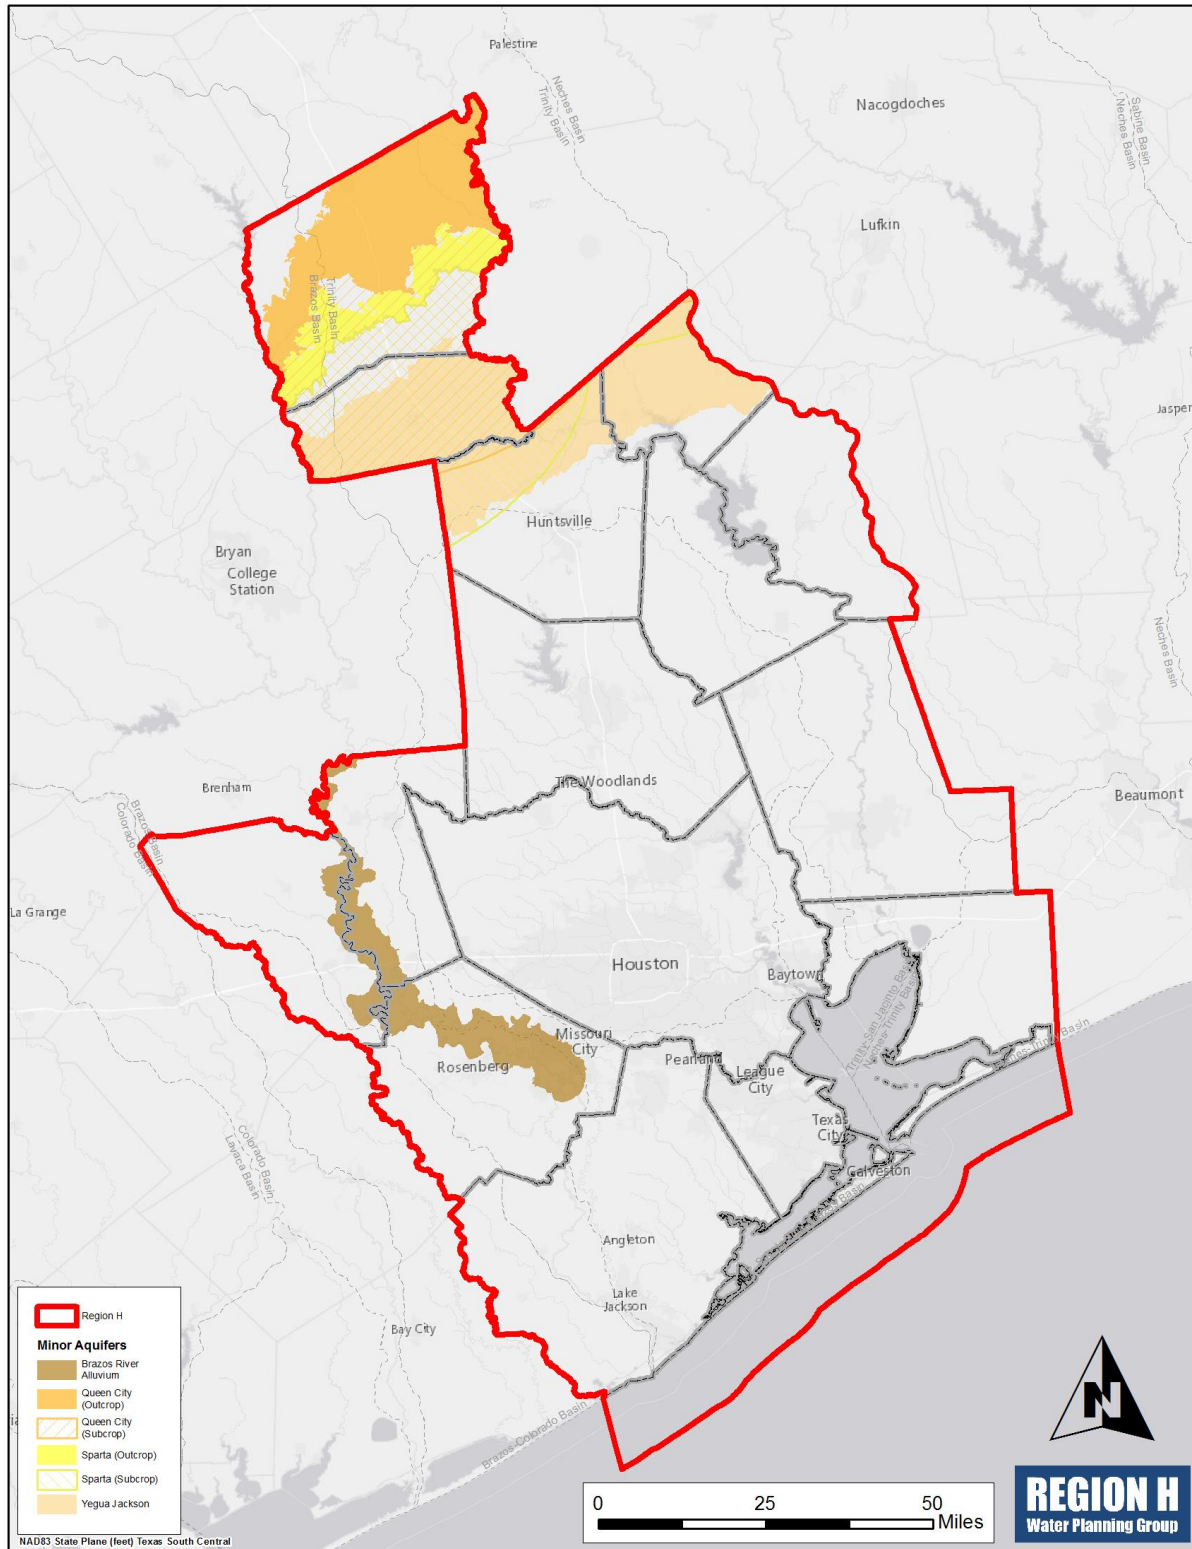 Palestine
Neches Basin
Trinity Basin
Nacogdoches
Sabine Basin
Neches Basin
Lufkin
Trinity Basin
Brazos Basin
Jasper
Huntsville
Bryan
College
Station
Neches Basin
The Woodlands
Brenham
Beaumont
Brazos Basin
Colorado Basin
La Grange
Houston
Baytown
Trinity-San Jacinto Basin
Neches-Trinity Basin
Missouri
City
Neches-Trinity Basin
Pearland
Rosenberg
League
City
Texas
City
Colorado Basin
Lavaca Basin
Galveston
Basin
Angleton
Lake
Jackson
Bay City
Brazos-Colorado Basin
Region H
Minor Aquifers
Brazos River
Alluvium
Queen City
(Outcrop)
Queen City
(Subcrop)
Sparta (Outcrop)
Sparta (Subcrop)
Yegua Jackson
N
0 25 50
Miles
REGION H
Water Planning Group
NAD83 State Plane (feet) Texas South Central